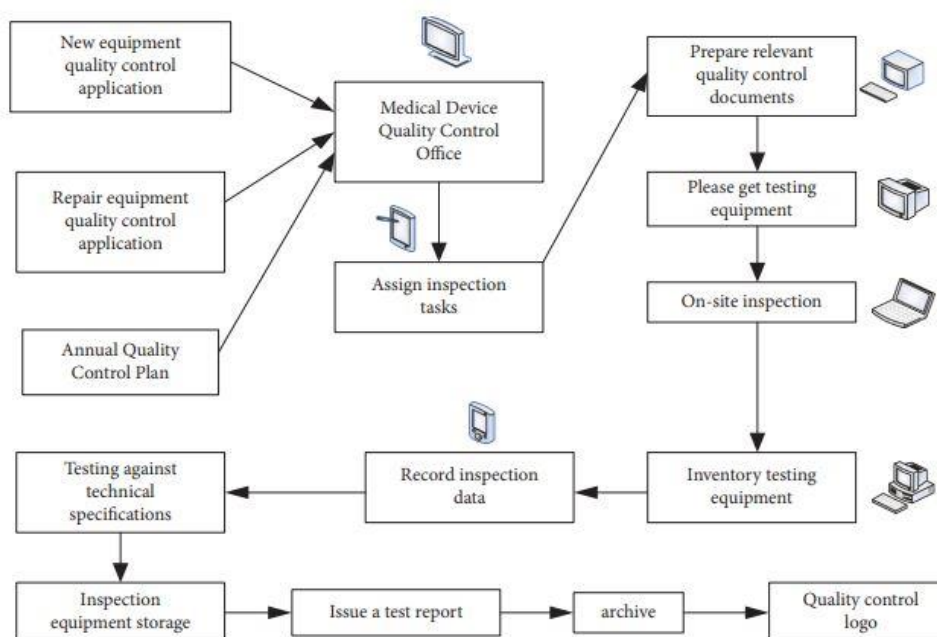 New equipment
quality control
application
Medical Device
Quality Control
Office
Prepare relevant
quality control
documents
Repair equipment
quality control
application
Please get testing
equipment
Assign inspection
tasks
On-site inspection
Annual Quality
Control Plan
Testing against
technical
specifications
Record inspection
data
Inventory testing
equipment
Inspection
equipment storage
Issue a test report
archive
Quality control
logo